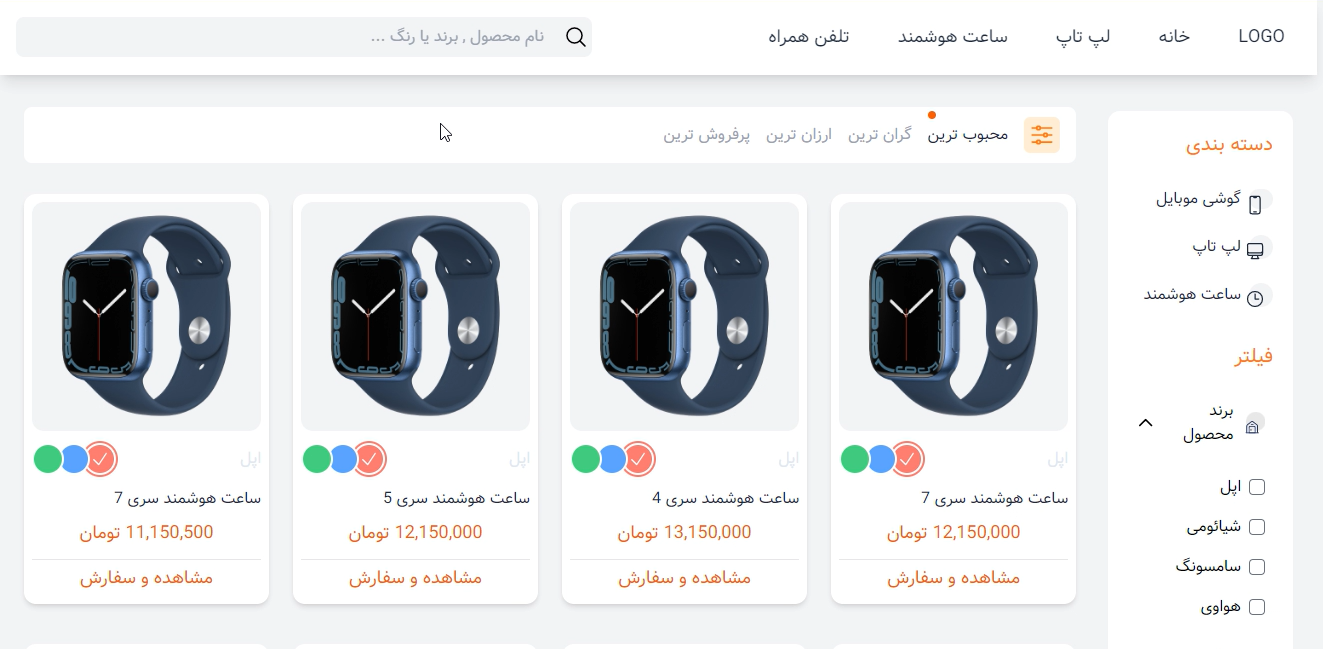 LOGO
خانه
لپ تاپ
ساعت هوشمند
تلفن همراه
نام محصول , برند یا رنگ ...
دسته بندی
گوشی موبایل
لپ تاپ
ساعت هوشمند
فیلتر
برند
محصول
اپل
شیائومی
سامسونگ
هواوی
محبوب ترین
گران ترین
ارزان ترین
پرفروش ترین
اپل
ساعت هوشمند سری 7
12,150,000 تومان
مشاهده و سفارش
اپل
ساعت هوشمند سری 4
13,150,000 تومان
مشاهده و سفارش
اپل
ساعت هوشمند سری 5
12,150,000 تومان
مشاهده و سفارش
اپل
ساعت هوشمند سری 7
11,150,500 تومان
مشاهده و سفارش